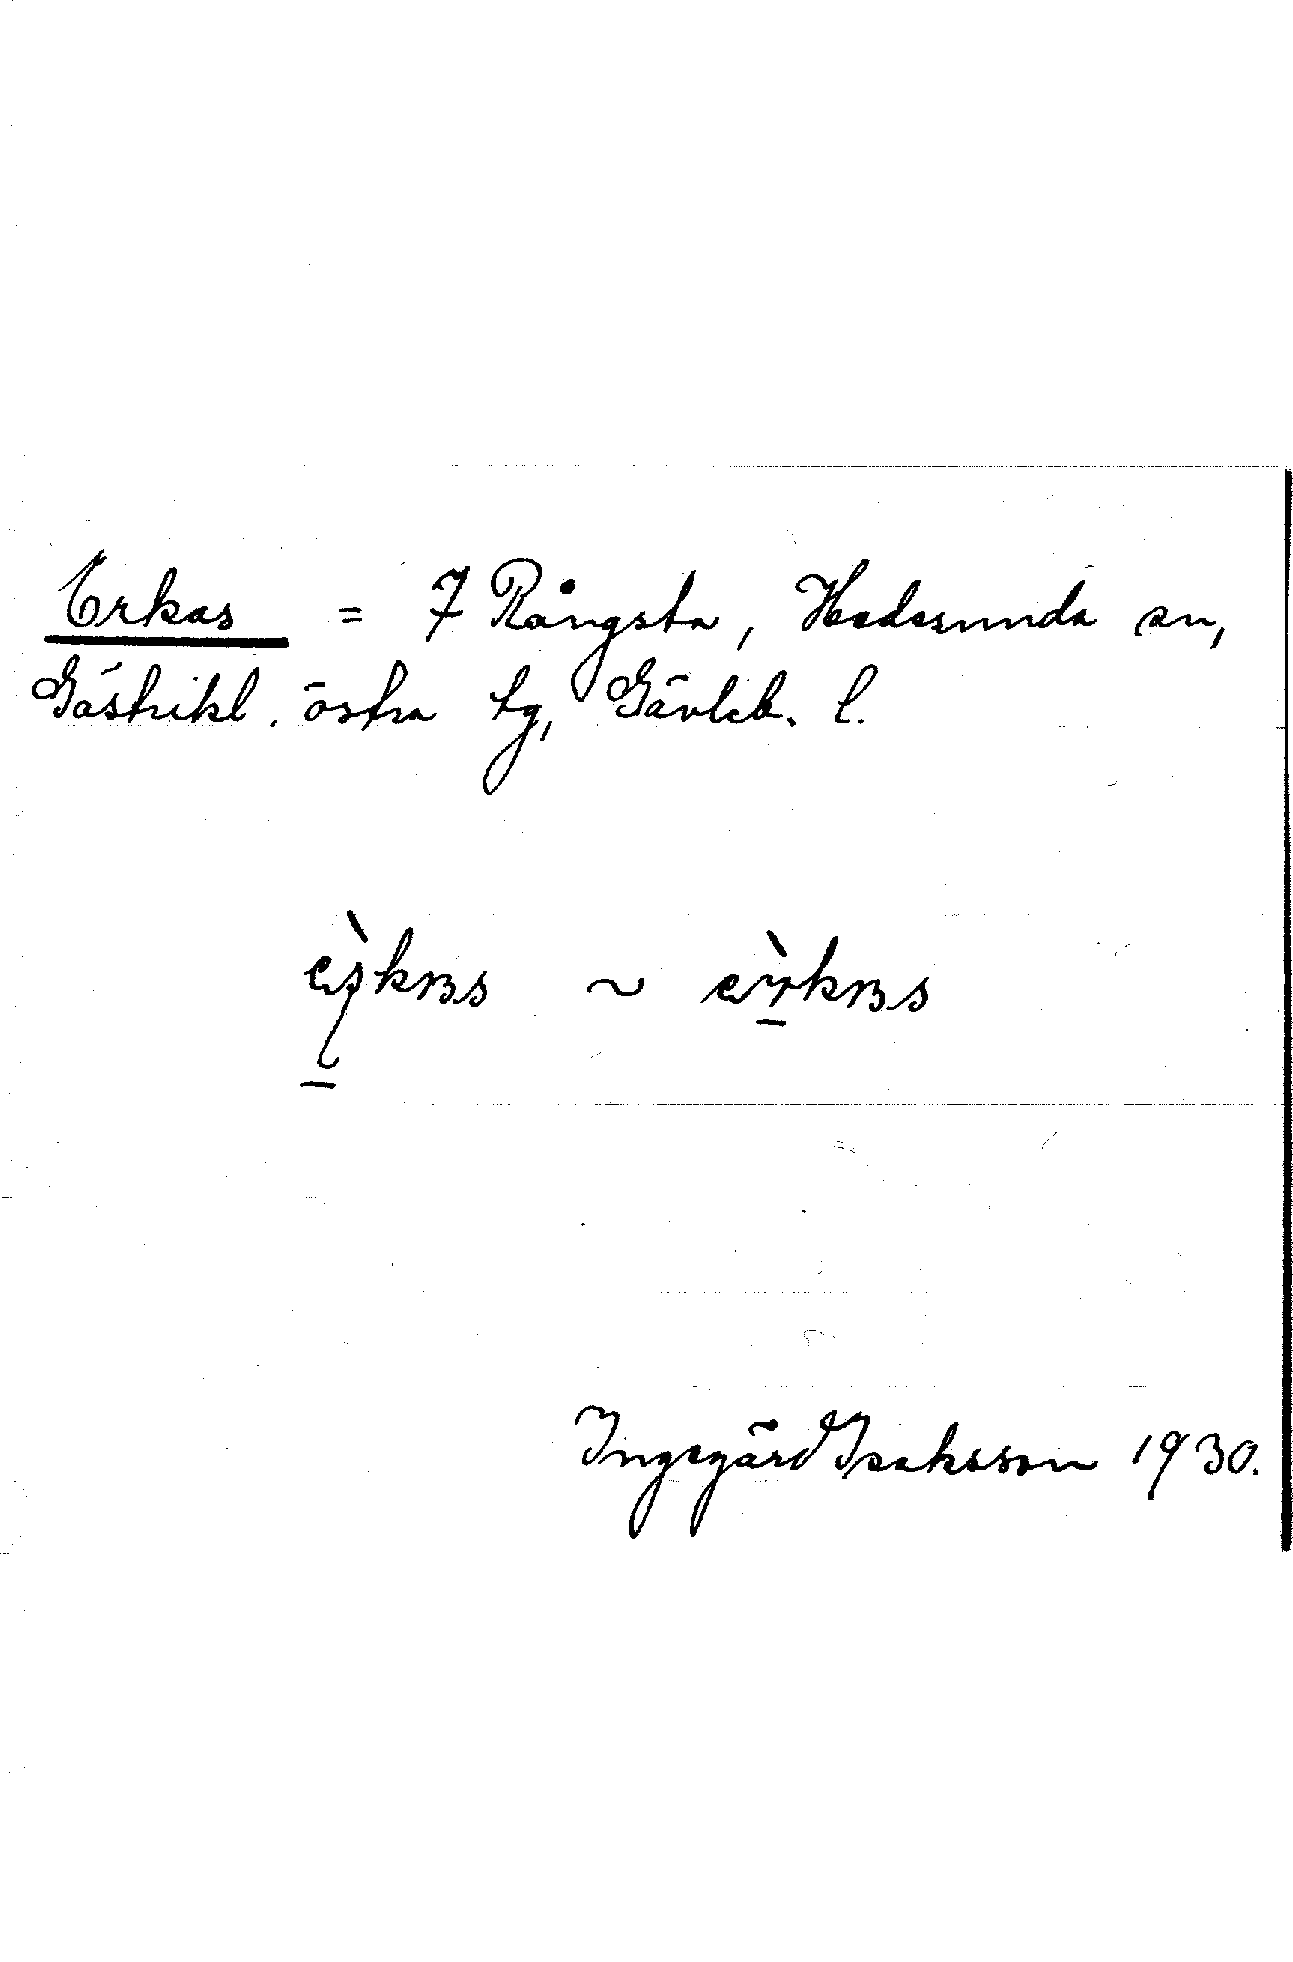 Erkas = 7 Rångsta, Hedesunda sn,
Gästrikl. östra tg, Gävleb. l.
~
Ingegärd Isaksson 1930.